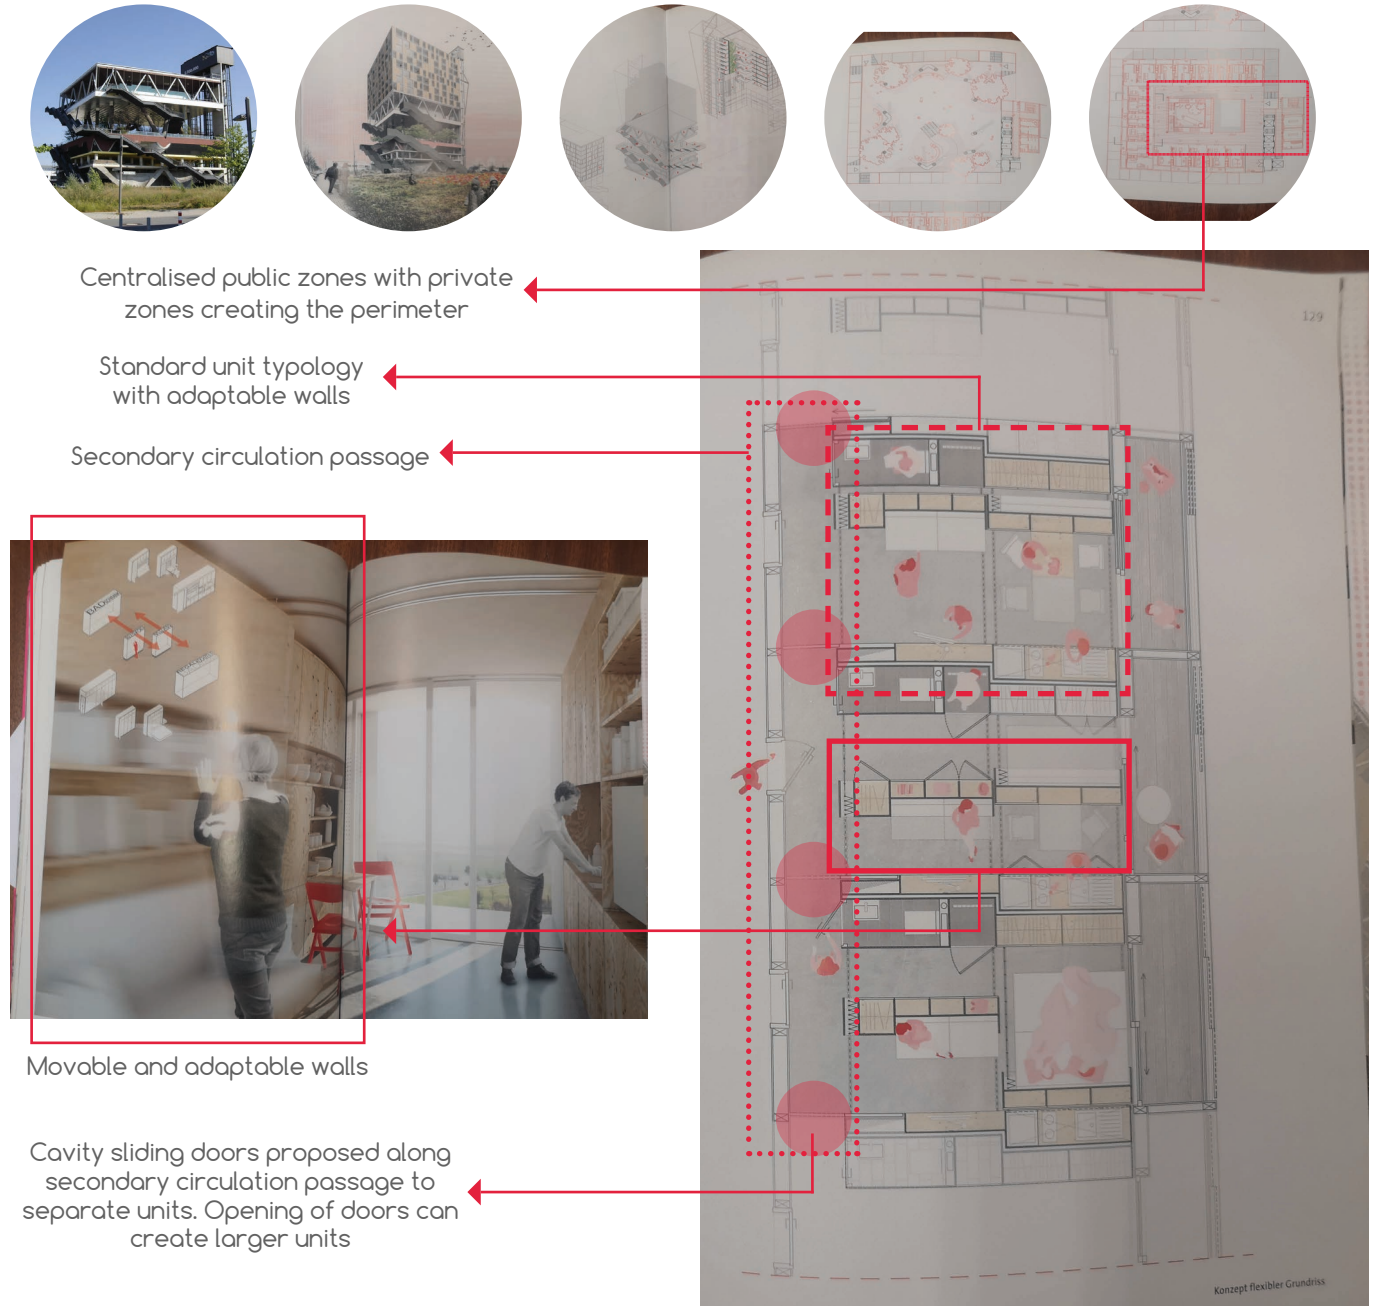 Centralised public zones with private
zones creating the perimeter
129
Standard unit typology
with adaptable walls
Secondary circulation passage
BAD
Movable and adaptable walls
Cavity sliding doors proposed along
secondary circulation passage to
separate units. Opening of doors can
create larger units
Konzept flexibler Grundriss